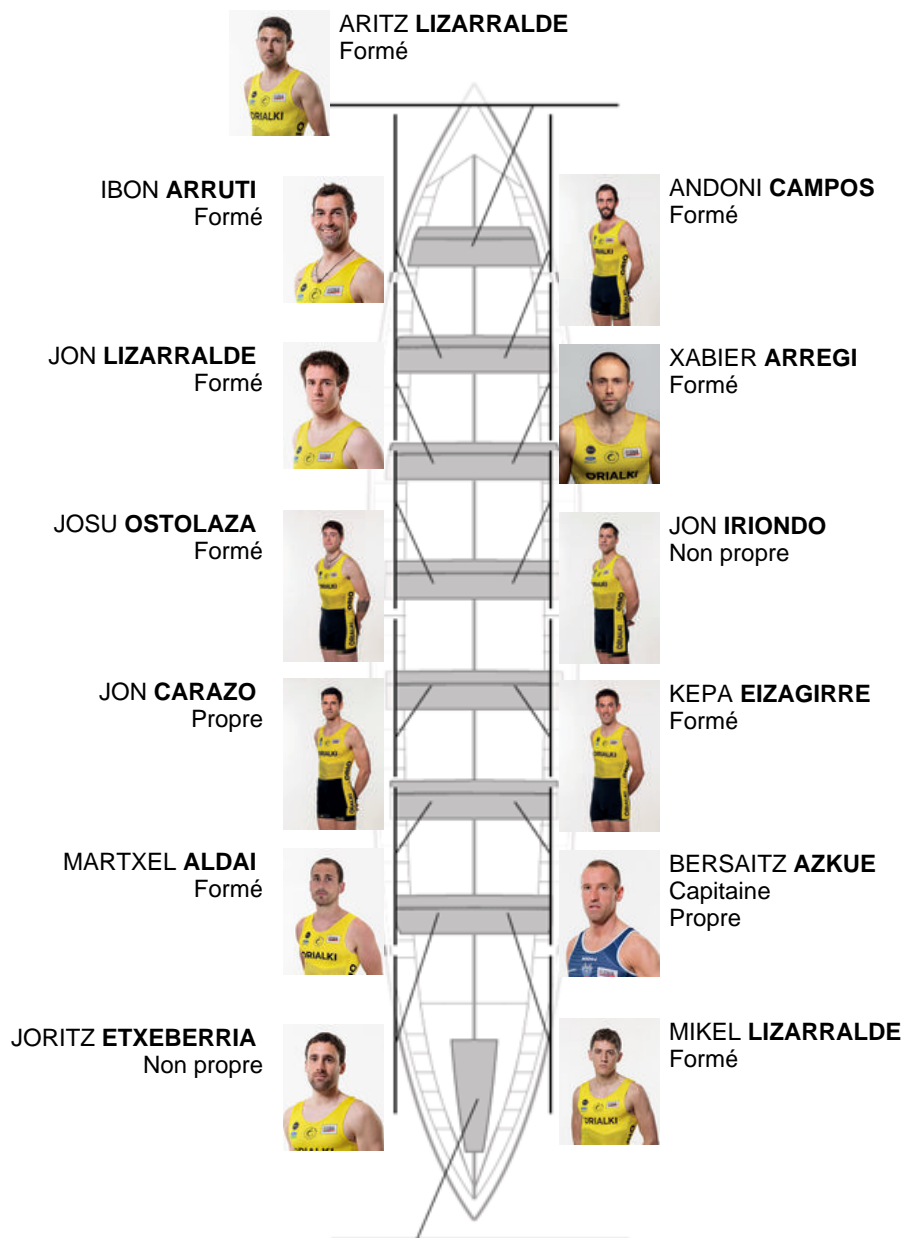 ARITZ LIZARRALDE
Formé
IBON ARRUTI
Formé
ANDONI CAMPOS
Formé
JON LIZARRALDE
Formé
XABIER ARREGI
Formé
JOSU OSTOLAZA
Formé
JON IRIONDO
Non propre
JON CARAZO
Propre
KEPA EIZAGIRRE
Formé
MARTXEL ALDAI
Formé
BERSAITZ AZKUE
Capitaine
Propre
JORITZ ETXEBERRIA
Non propre
MIKEL LIZARRALDE
Formé
ORIALKI